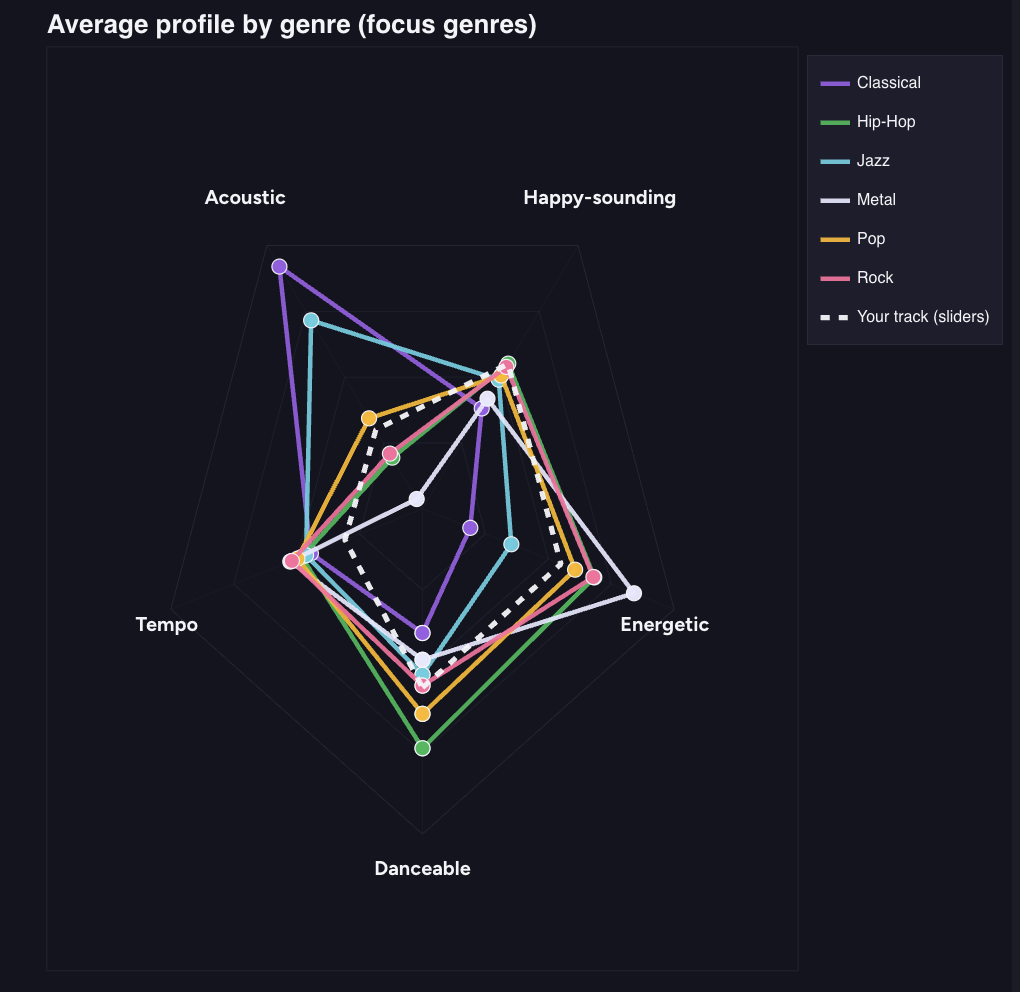 Average profile by genre (focus genres)
Classical
Hip-Hop
Jazz
Metal
Pop
Rock
Your track (sliders)
Acoustic
Happy-sounding
Tempo
Energetic
Danceable